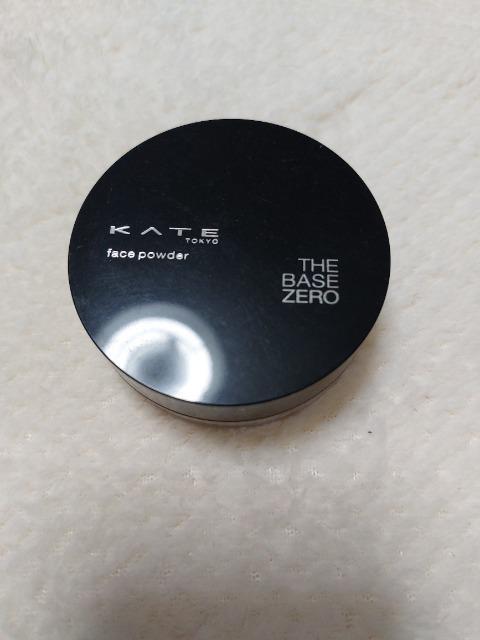 KATE
TOKYO
face powder
THE
BASE
ZERO